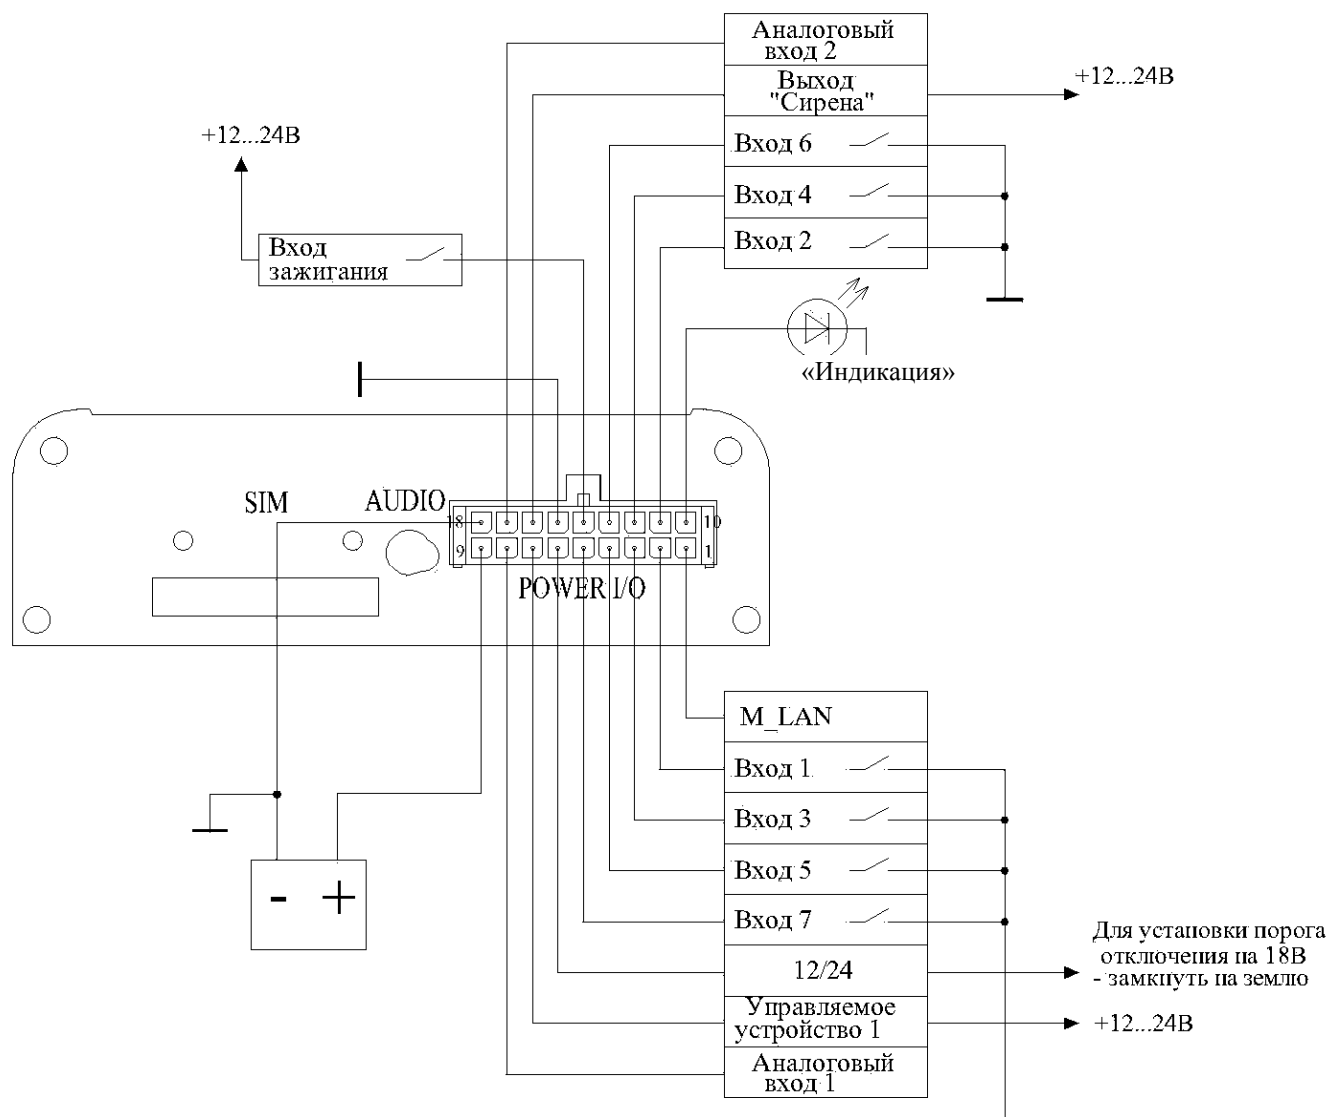 Аналоговый
вход 2
Выход
"Сирена"
+12...24В
+12...24В
Вход 6
Вход 4
Вход 2
Вход
зажигания
«Индикация»
SIM
AUDIO
18
10
9
1
POWER I/O
M_LAN
Вход 1
Вход 3
Вход 5
Вход 7
12/24
Управляемое
устройство 1
Аналоговый
вход 1
- +
Для установки порога
отключения на 18В
- замкнуть на землю
+12...24В